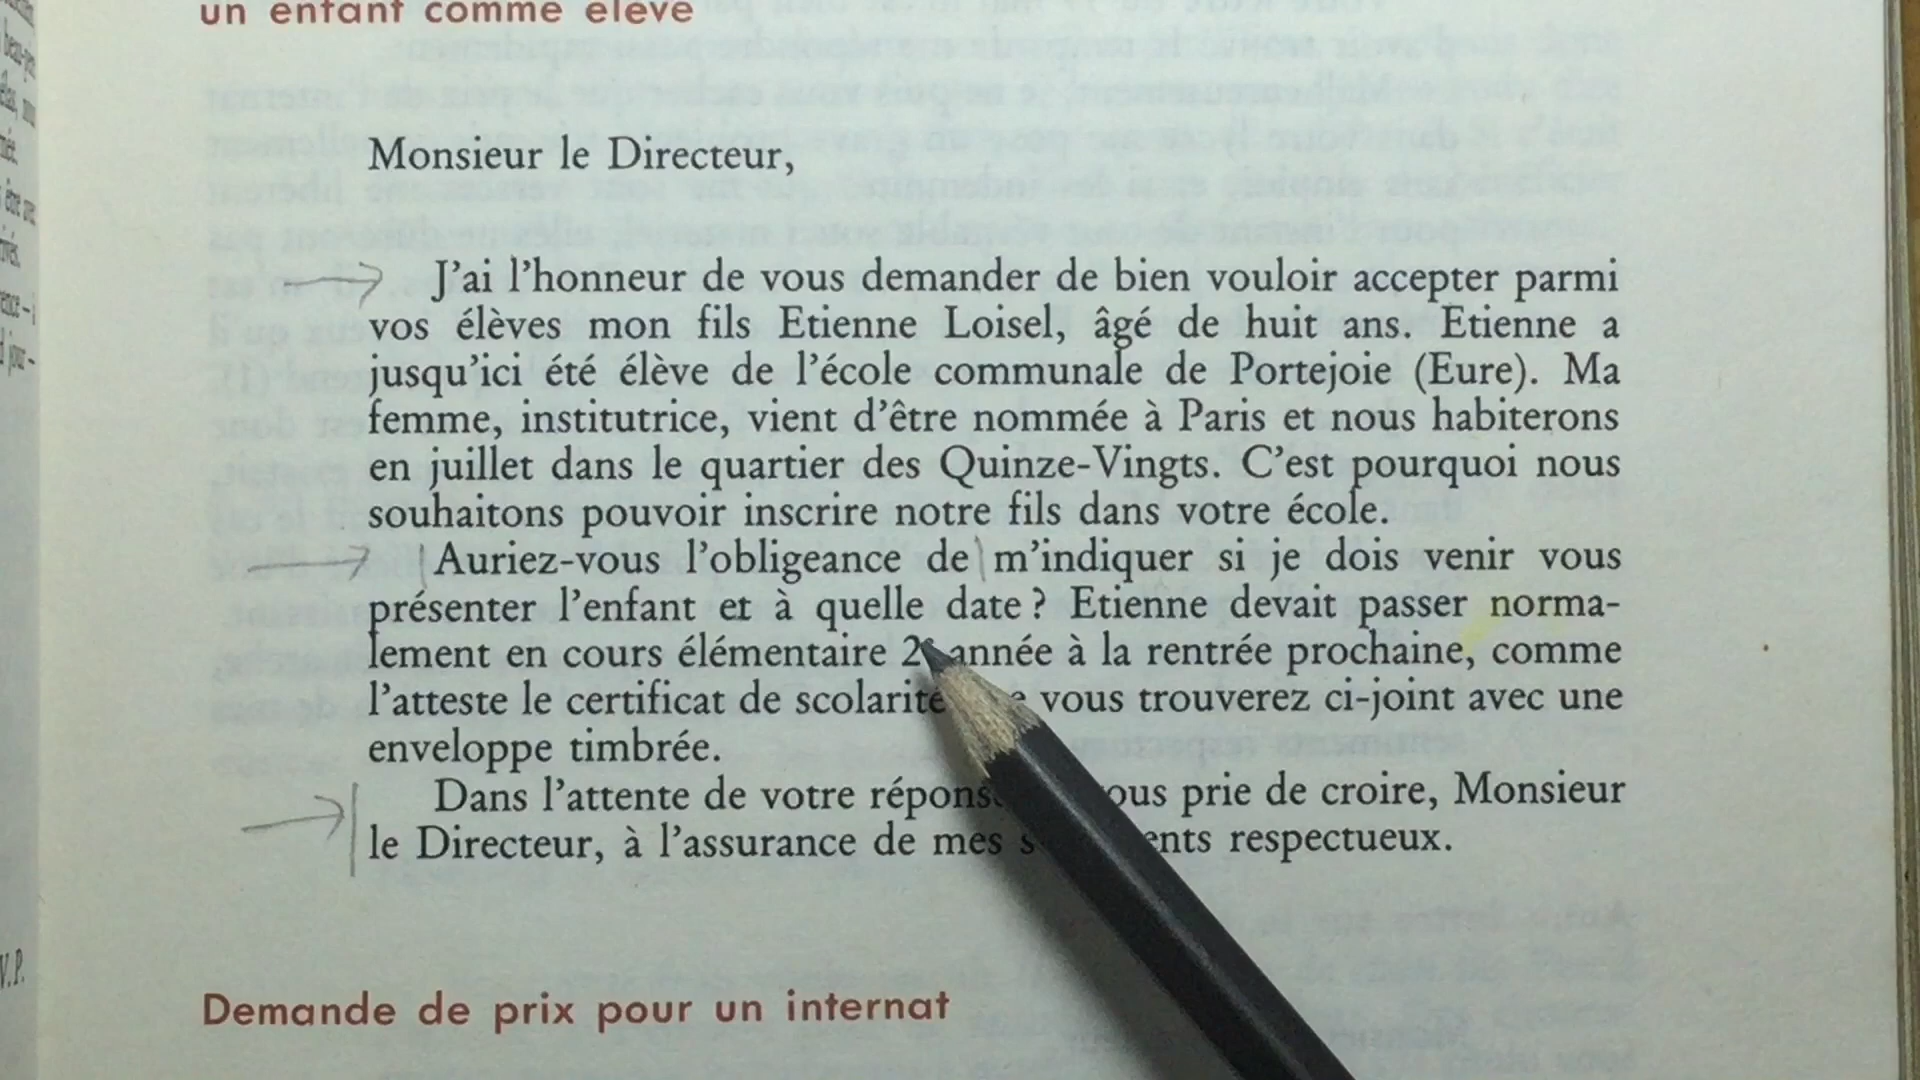 un enfant comme élève
Monsieur le Directeur,
J'ai l'honneur de vous demander de bien vouloir accepter parmi
vos élèves mon fils Etienne Loisel, âgé de huit ans. Etienne a
jusqu'ici été élève de l'école communale de Portejoie (Eure). Ma
femme, institutrice, vient d'être nommée à Paris et nous habiterons
en juillet dans le quartier des Quinze-Vingts. C'est pourquoi nous
souhaitons pouvoir inscrire notre fils dans votre école.
Auriez-vous l'obligeance de m'indiquer si je dois venir vous
présenter l'enfant et à quelle date ? Etienne devait passer norma-
lement en cours élémentaire 2e année à la rentrée prochaine, comme
l'atteste le certificat de scolarité vous trouverez ci-joint avec une
enveloppe timbrée.
Dans l'attente de votre réponse prie de croire, Monsieur
le Directeur, à l'assurance de mes respectueux.
Demande de prix pour un internat
V.P.